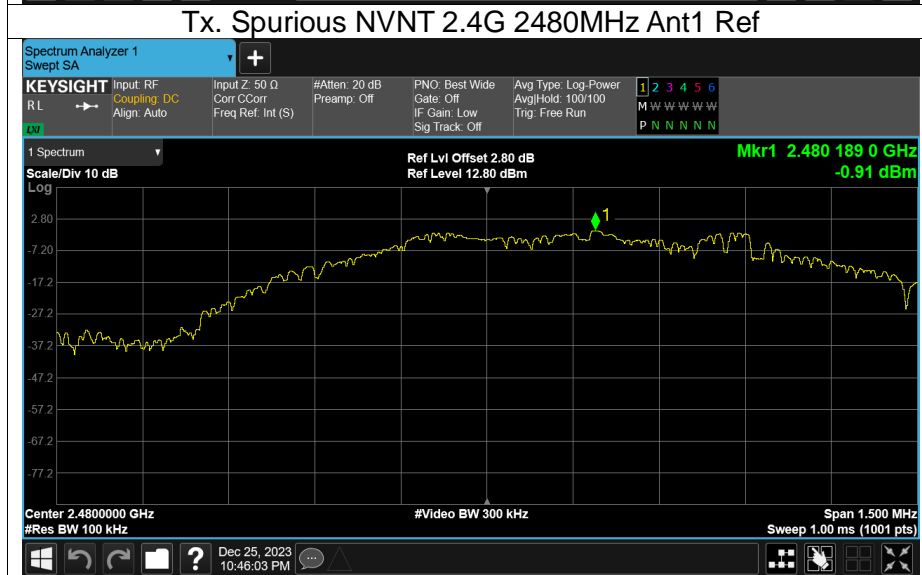 Tx. Spurious NVNT 2.4G 2480MHz Ant1 Ref
Spectrum Analyzer 1
Swept SA
+
KEYSIGHT
R L
LXI
Input: RF
Coupling: DC
Align: Auto
Input Z: 50 Ω
Corr CCorr
Freq Ref: Int (S)
#Atten: 20 dB
Preamp: Off
PNO: Best Wide
Gate: Off
IF Gain: Low
Sig Track: Off
Avg Type: Log-Power
Avg|Hold: 100/100
Trig: Free Run
1 2 3 4 5 6
M W W W W W
P N N N N N
1 Spectrum
Scale/Div 10 dB
Ref Lvl Offset 2.80 dB
Ref Level 12.80 dBm
Mkr1 2.480 189 0 GHz
-0.91 dBm
Log
1
2.80
-7.20
-17.2
-27.2
-37.2
-47.2
-57.2
-67.2
-77.2
Center 2.4800000 GHz
#Res BW 100 kHz
#Video BW 300 kHz
Span 1.500 MHz
Sweep 1.00 ms (1001 pts)
?
Dec 25, 2023
10:46:03 PM